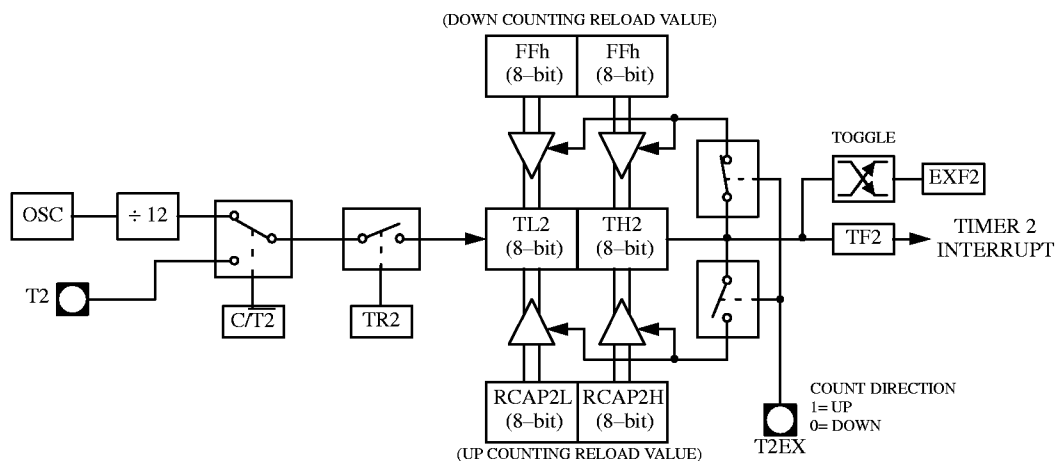 (DOWN COUNTING RELOAD VALUE)
FFh
(8–bit)
FFh
(8–bit)
TOGGLE
OSC
÷ 12
TL2
(8–bit)
TH2
(8–bit)
EXF2
TF2
TIMER 2
INTERRUPT
T2
C/T2
TR2
RCAP2L
(8–bit)
RCAP2H
(8–bit)
COUNT DIRECTION
1= UP
0= DOWN
T2EX
(UP COUNTING RELOAD VALUE)